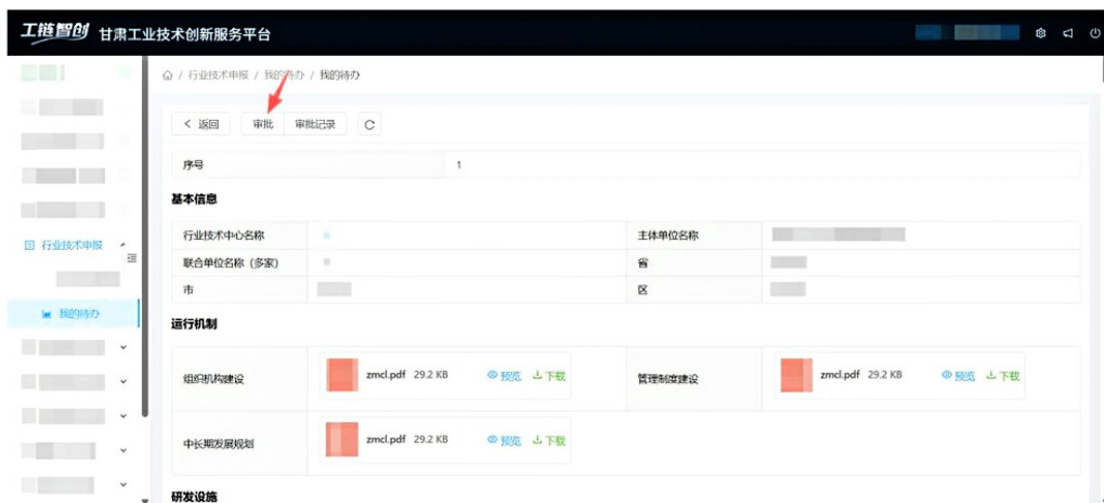 工链智创 甘肃工业技术创新服务平台
/ 行业技术申报 / 我的待办 / 我的待办
< 返回 审批 审批记录
序号 1
基本信息
行业技术中心名称 主体单位名称
行业技术申报
联合单位名称（多家） 省
市 区
我的待办
运行机制
组织机构建设 zmcl.pdf 29.2 KB 预览 下载 管理制度建设 zmcl.pdf 29.2 KB 预览 下载
中长期发展规划 zmcl.pdf 29.2 KB 预览 下载
研发设施